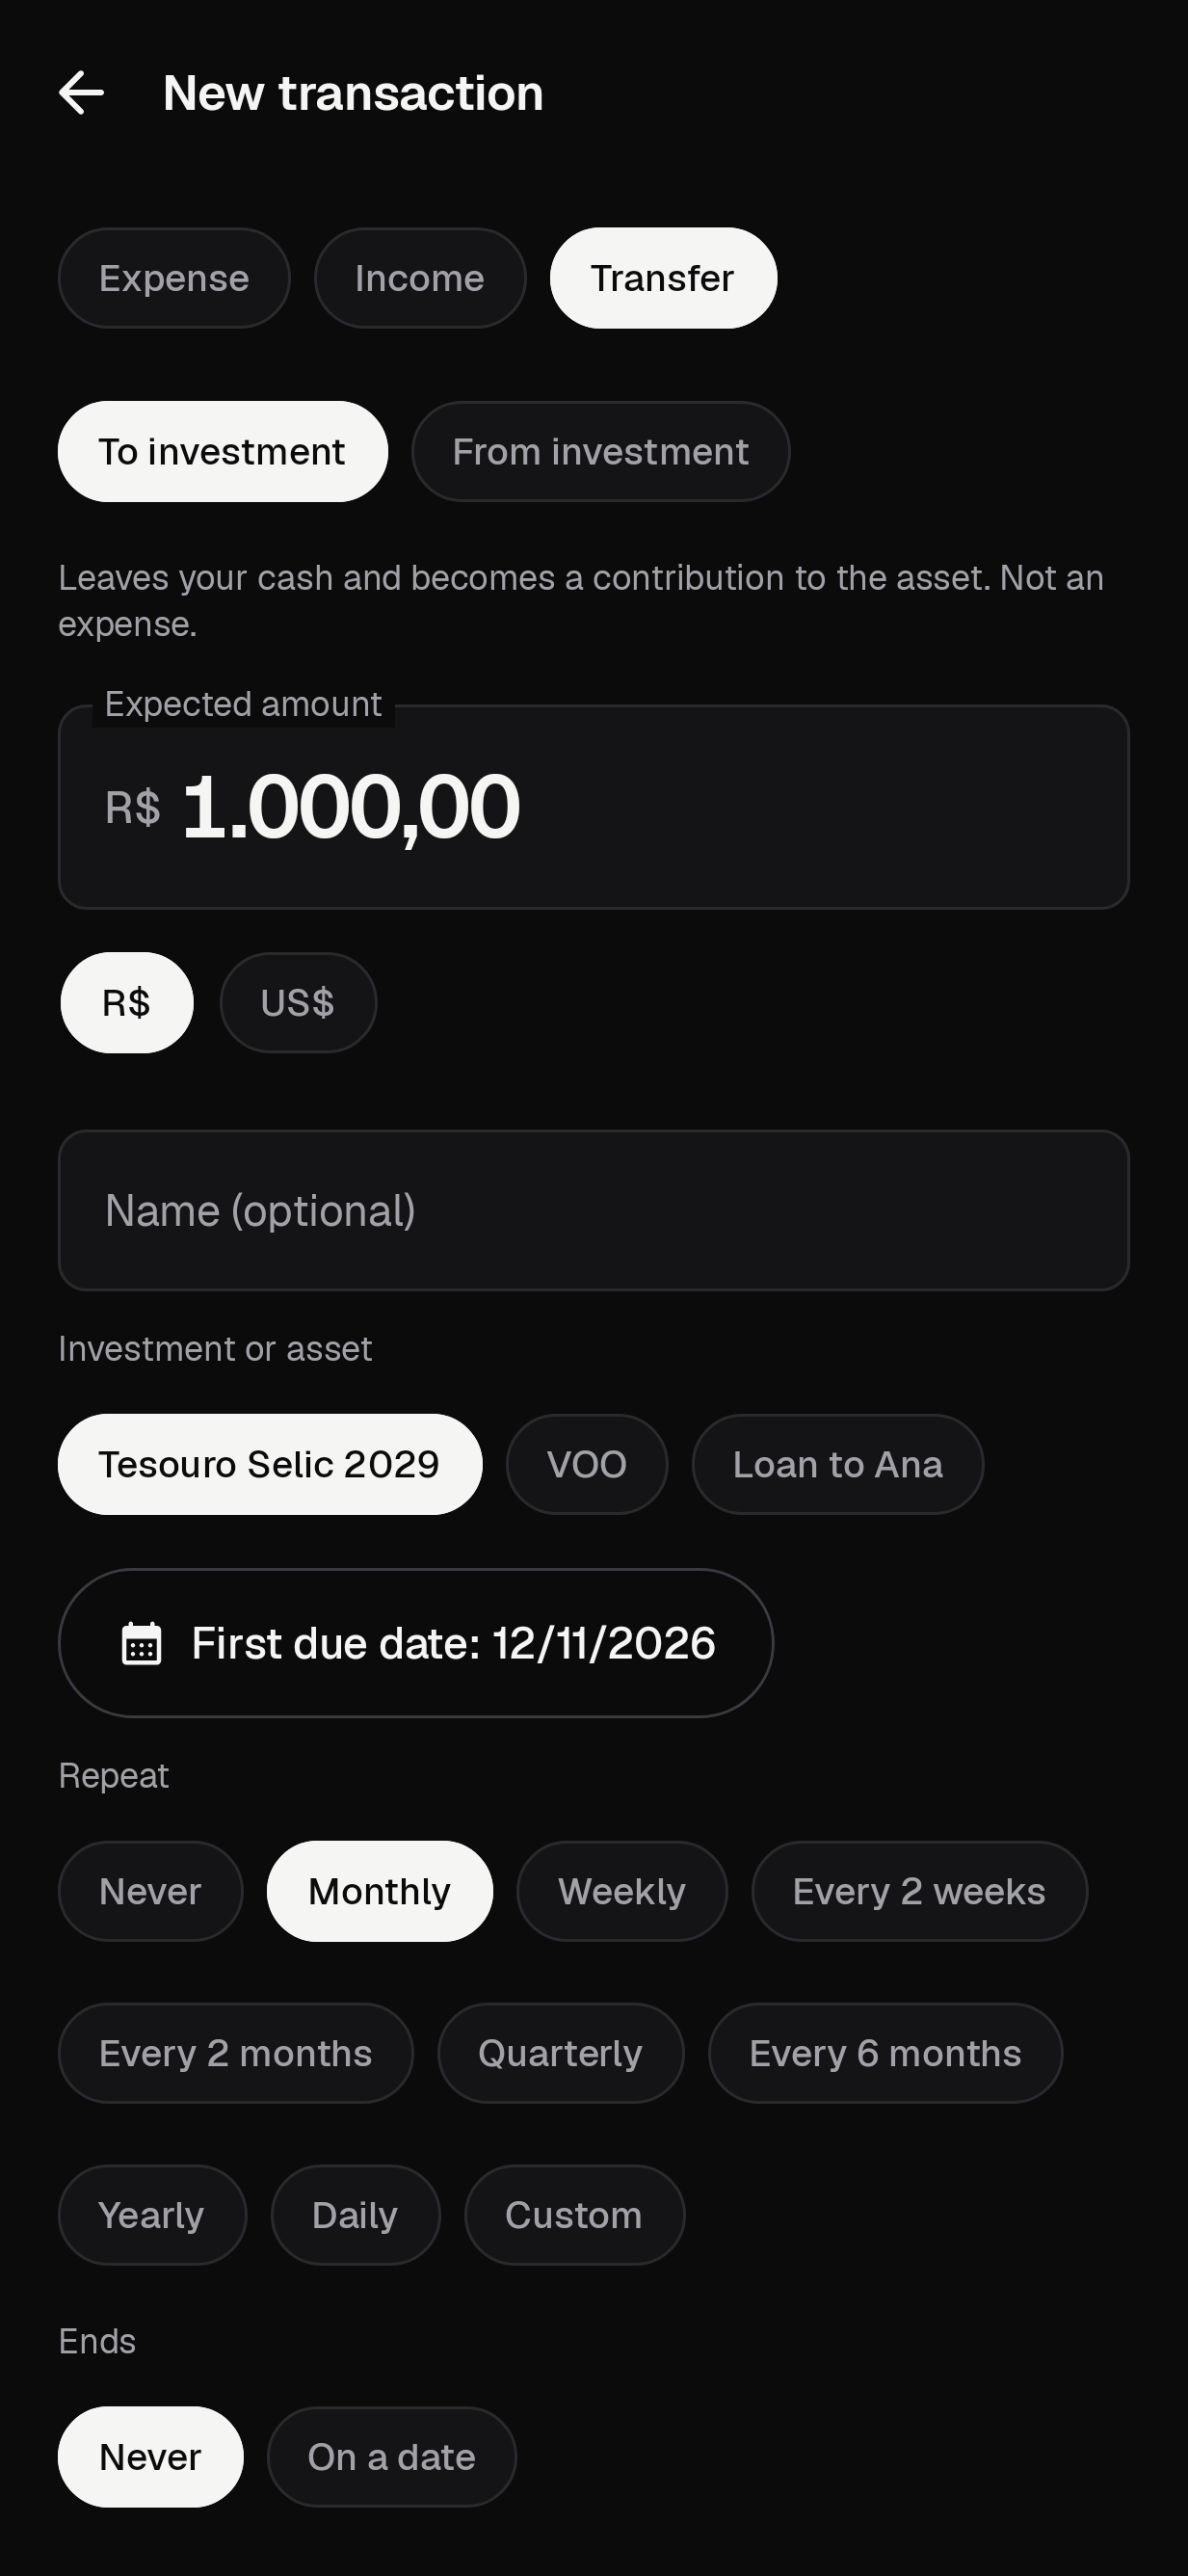 New transaction
Expense Income Transfer
To investment From investment
Leaves your cash and becomes a contribution to the asset. Not an
expense.
Expected amount
R$ 1.000,00
R$ US$
Name (optional)
Investment or asset
Tesouro Selic 2029 VOO Loan to Ana
First due date: 12/11/2026
Repeat
Never Monthly Weekly Every 2 weeks
Every 2 months Quarterly Every 6 months
Yearly Daily Custom
Ends
Never On a date